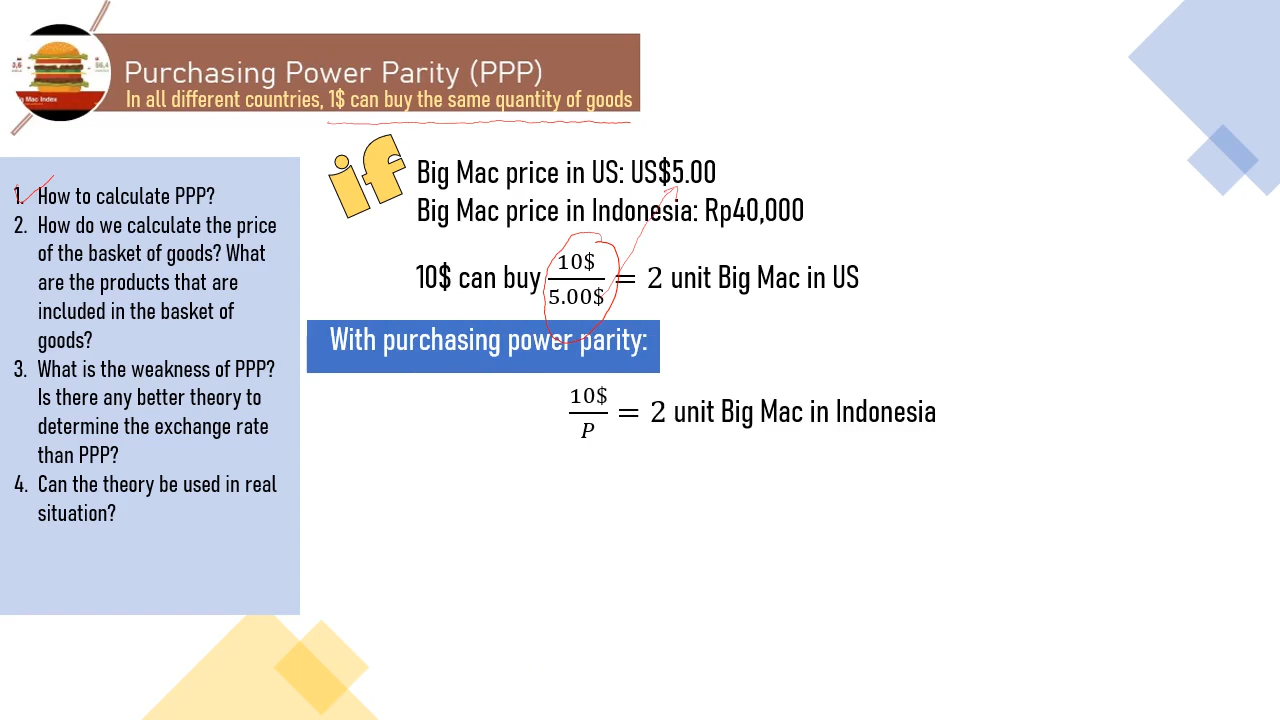 Purchasing Power Parity (PPP)
In all different countries, 1$ can buy the same quantity of goods
Big Mac Index
1. How to calculate PPP?
2. How do we calculate the price
of the basket of goods? What
are the products that are
included in the basket of
goods?
3. What is the weakness of PPP?
Is there any better theory to
determine the exchange rate
than PPP?
4. Can the theory be used in real
situation?
if
Big Mac price in US: US$5.00
Big Mac price in Indonesia: Rp40,000
10$ can buy 10$/5.00$ = 2 unit Big Mac in US
With purchasing power parity:
10$/P = 2 unit Big Mac in Indonesia